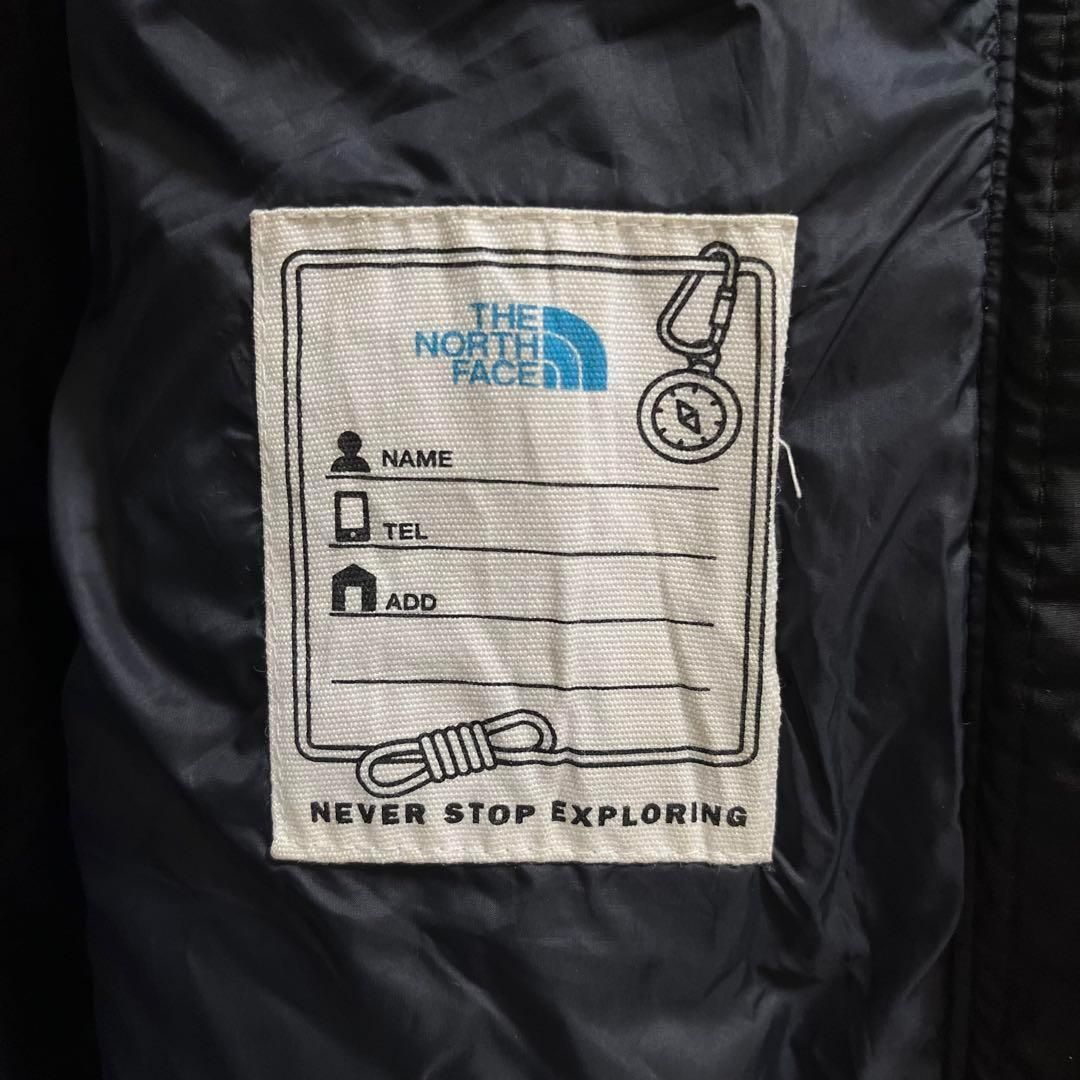 THE
NORTH
FACE
NAME
TEL
ADD
NEVER STOP EXPLORING